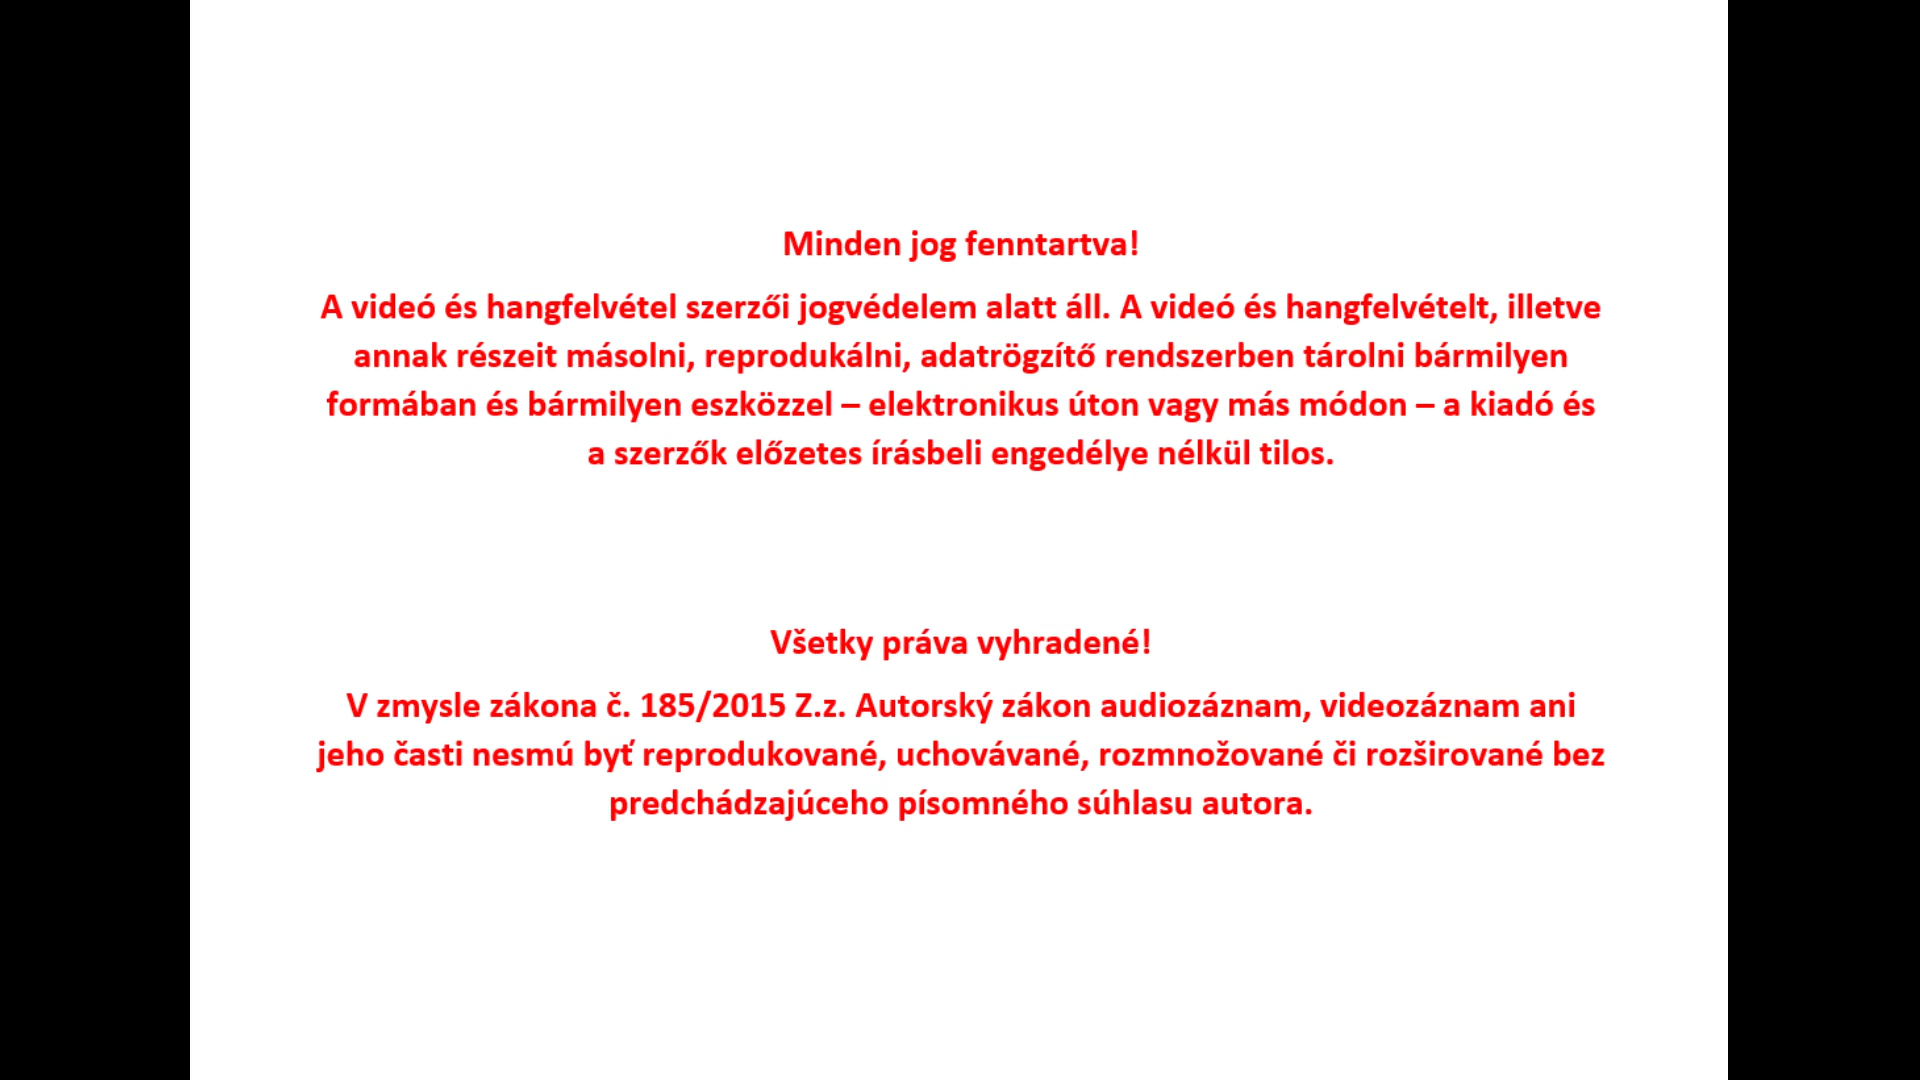 Minden jog fenntartva!
A videó és hangfelvétel szerzői jogvédelem alatt áll. A videó és hangfelvételt, illetve
annak részeit másolni, reprodukálni, adatrögzítő rendszerben tárolni bármilyen
formában és bármilyen eszközzel – elektronikus úton vagy más módon – a kiadó és
a szerzők előzetes írásbeli engedélye nélkül tilos.
Všetky práva vyhradené!
V zmysle zákona č. 185/2015 Z.z. Autorský zákon audiozáznam, videozáznam ani
jeho časti nesmú byť reprodukované, uchovávané, rozmnožované či rozširované bez
predchádzajúceho písomného súhlasu autora.